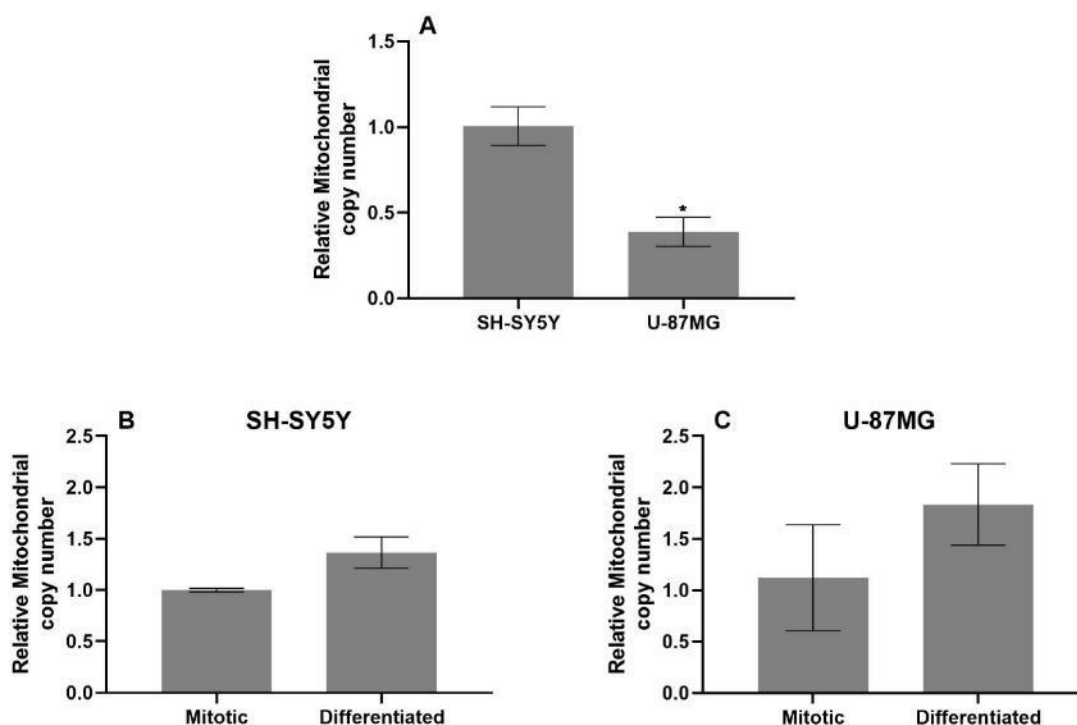 A
Relative Mitochondrial
copy number
1.5
1.0
0.5
0.0
*
SH-SY5Y
U-87MG
B
SH-SY5Y
Relative Mitochondrial
copy number
2.5
2.0
1.5
1.0
0.5
0.0
Mitotic
Differentiated
C
U-87MG
Relative Mitochondrial
copy number
2.5
2.0
1.5
1.0
0.5
0.0
Mitotic
Differentiated